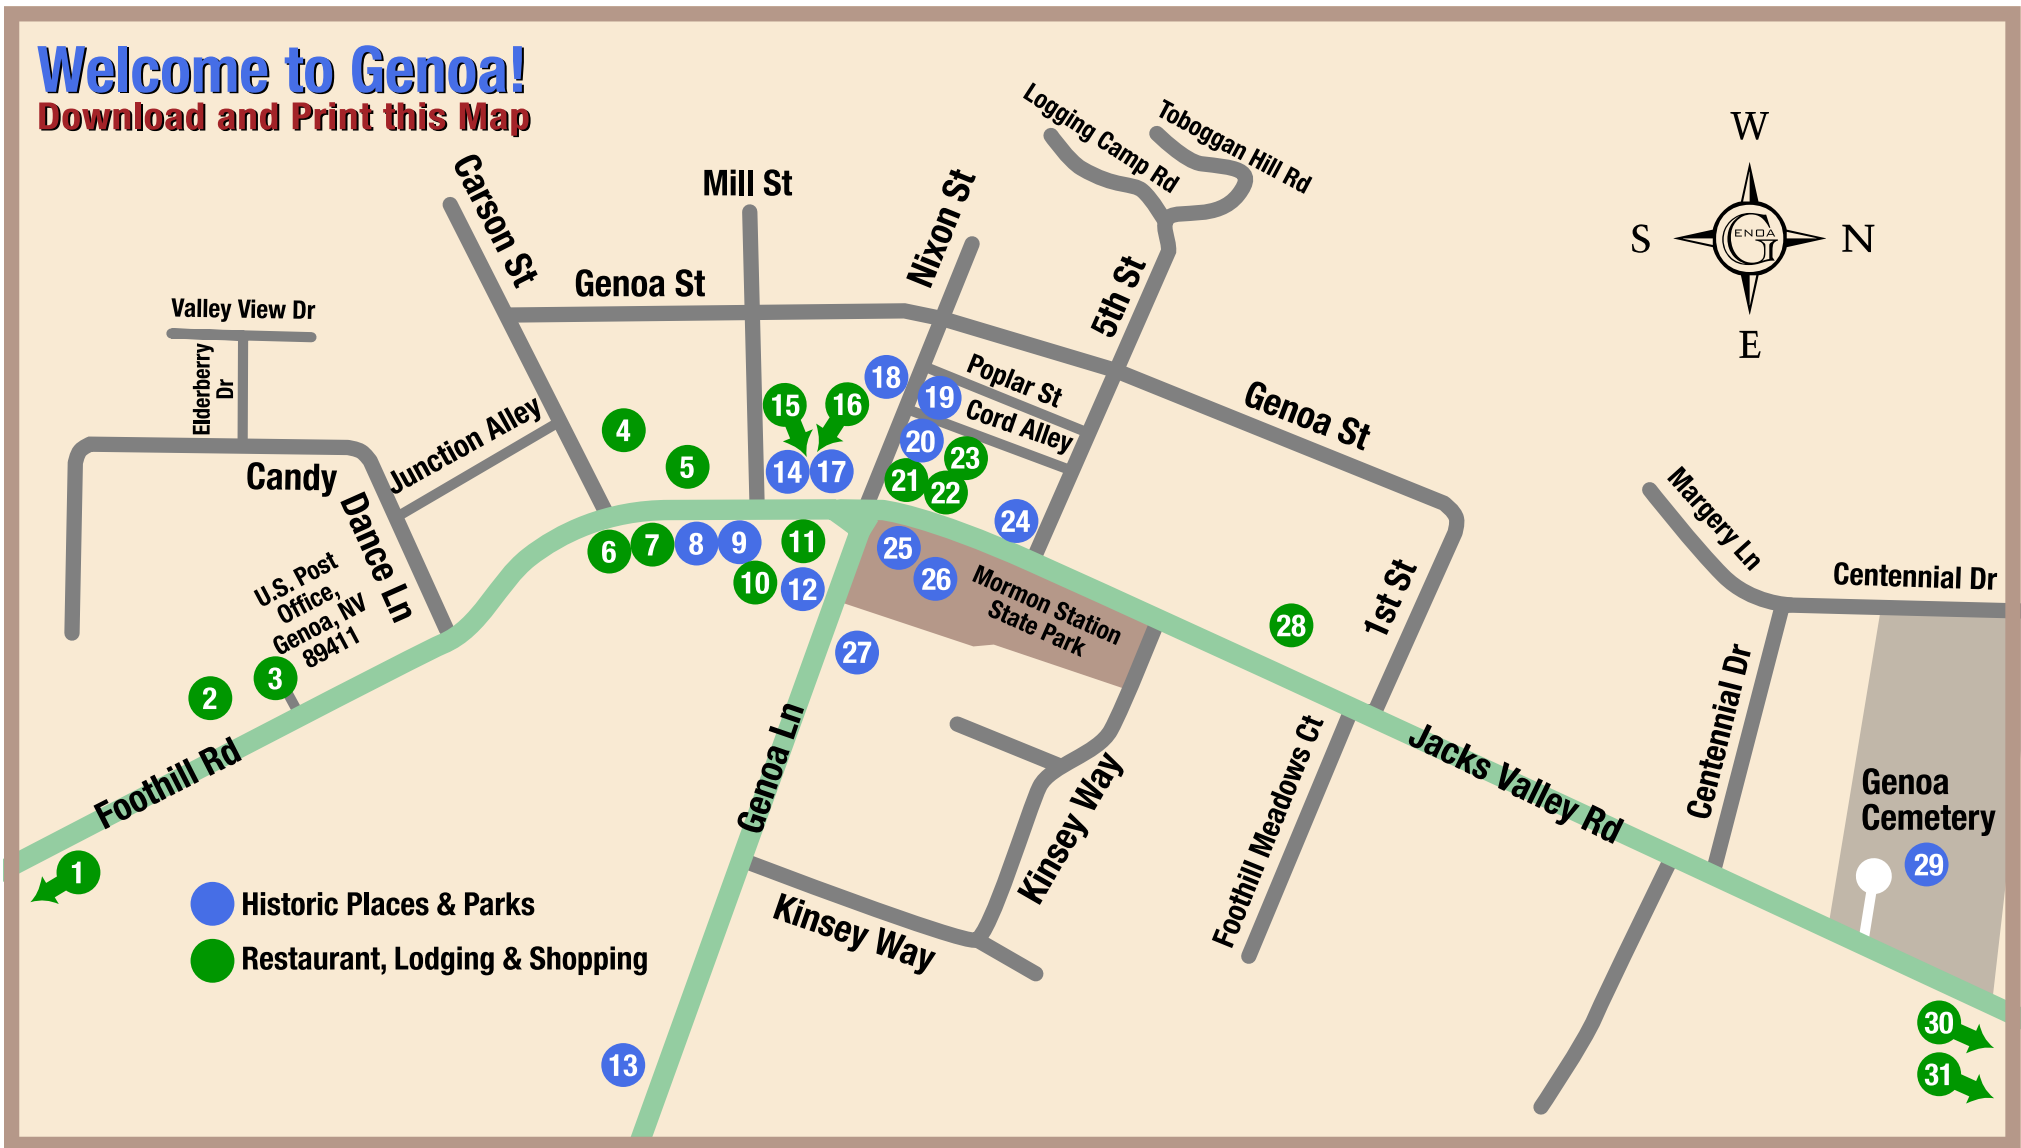 Welcome to Genoa!
Download and Print this Map
W
S
N
E
GENOA
Logging Camp Rd
Toboggan Hill Rd
Carson St
Mill St
Nixon St
Genoa St
5th St
Valley View Dr
Elderberry
Dr
Poplar St
Cord Alley
Genoa St
Junction Alley
Candy
Dance Ln
18
19
15
16
4
5
14
17
20
23
21
22
24
Margery Ln
Centennial Dr
U.S. Post
Office,
Genoa, NV
89411
6
7
8
9
11
10
12
25
26
Mormon Station
State Park
1st St
28
27
2
3
Foothill Rd
Genoa Ln
Kinsey Way
Foothill Meadows Ct
Jacks Valley Rd
Centennial Dr
Genoa
Cemetery
29
1
Historic Places & Parks
Restaurant, Lodging & Shopping
Kinsey Way
13
30
31